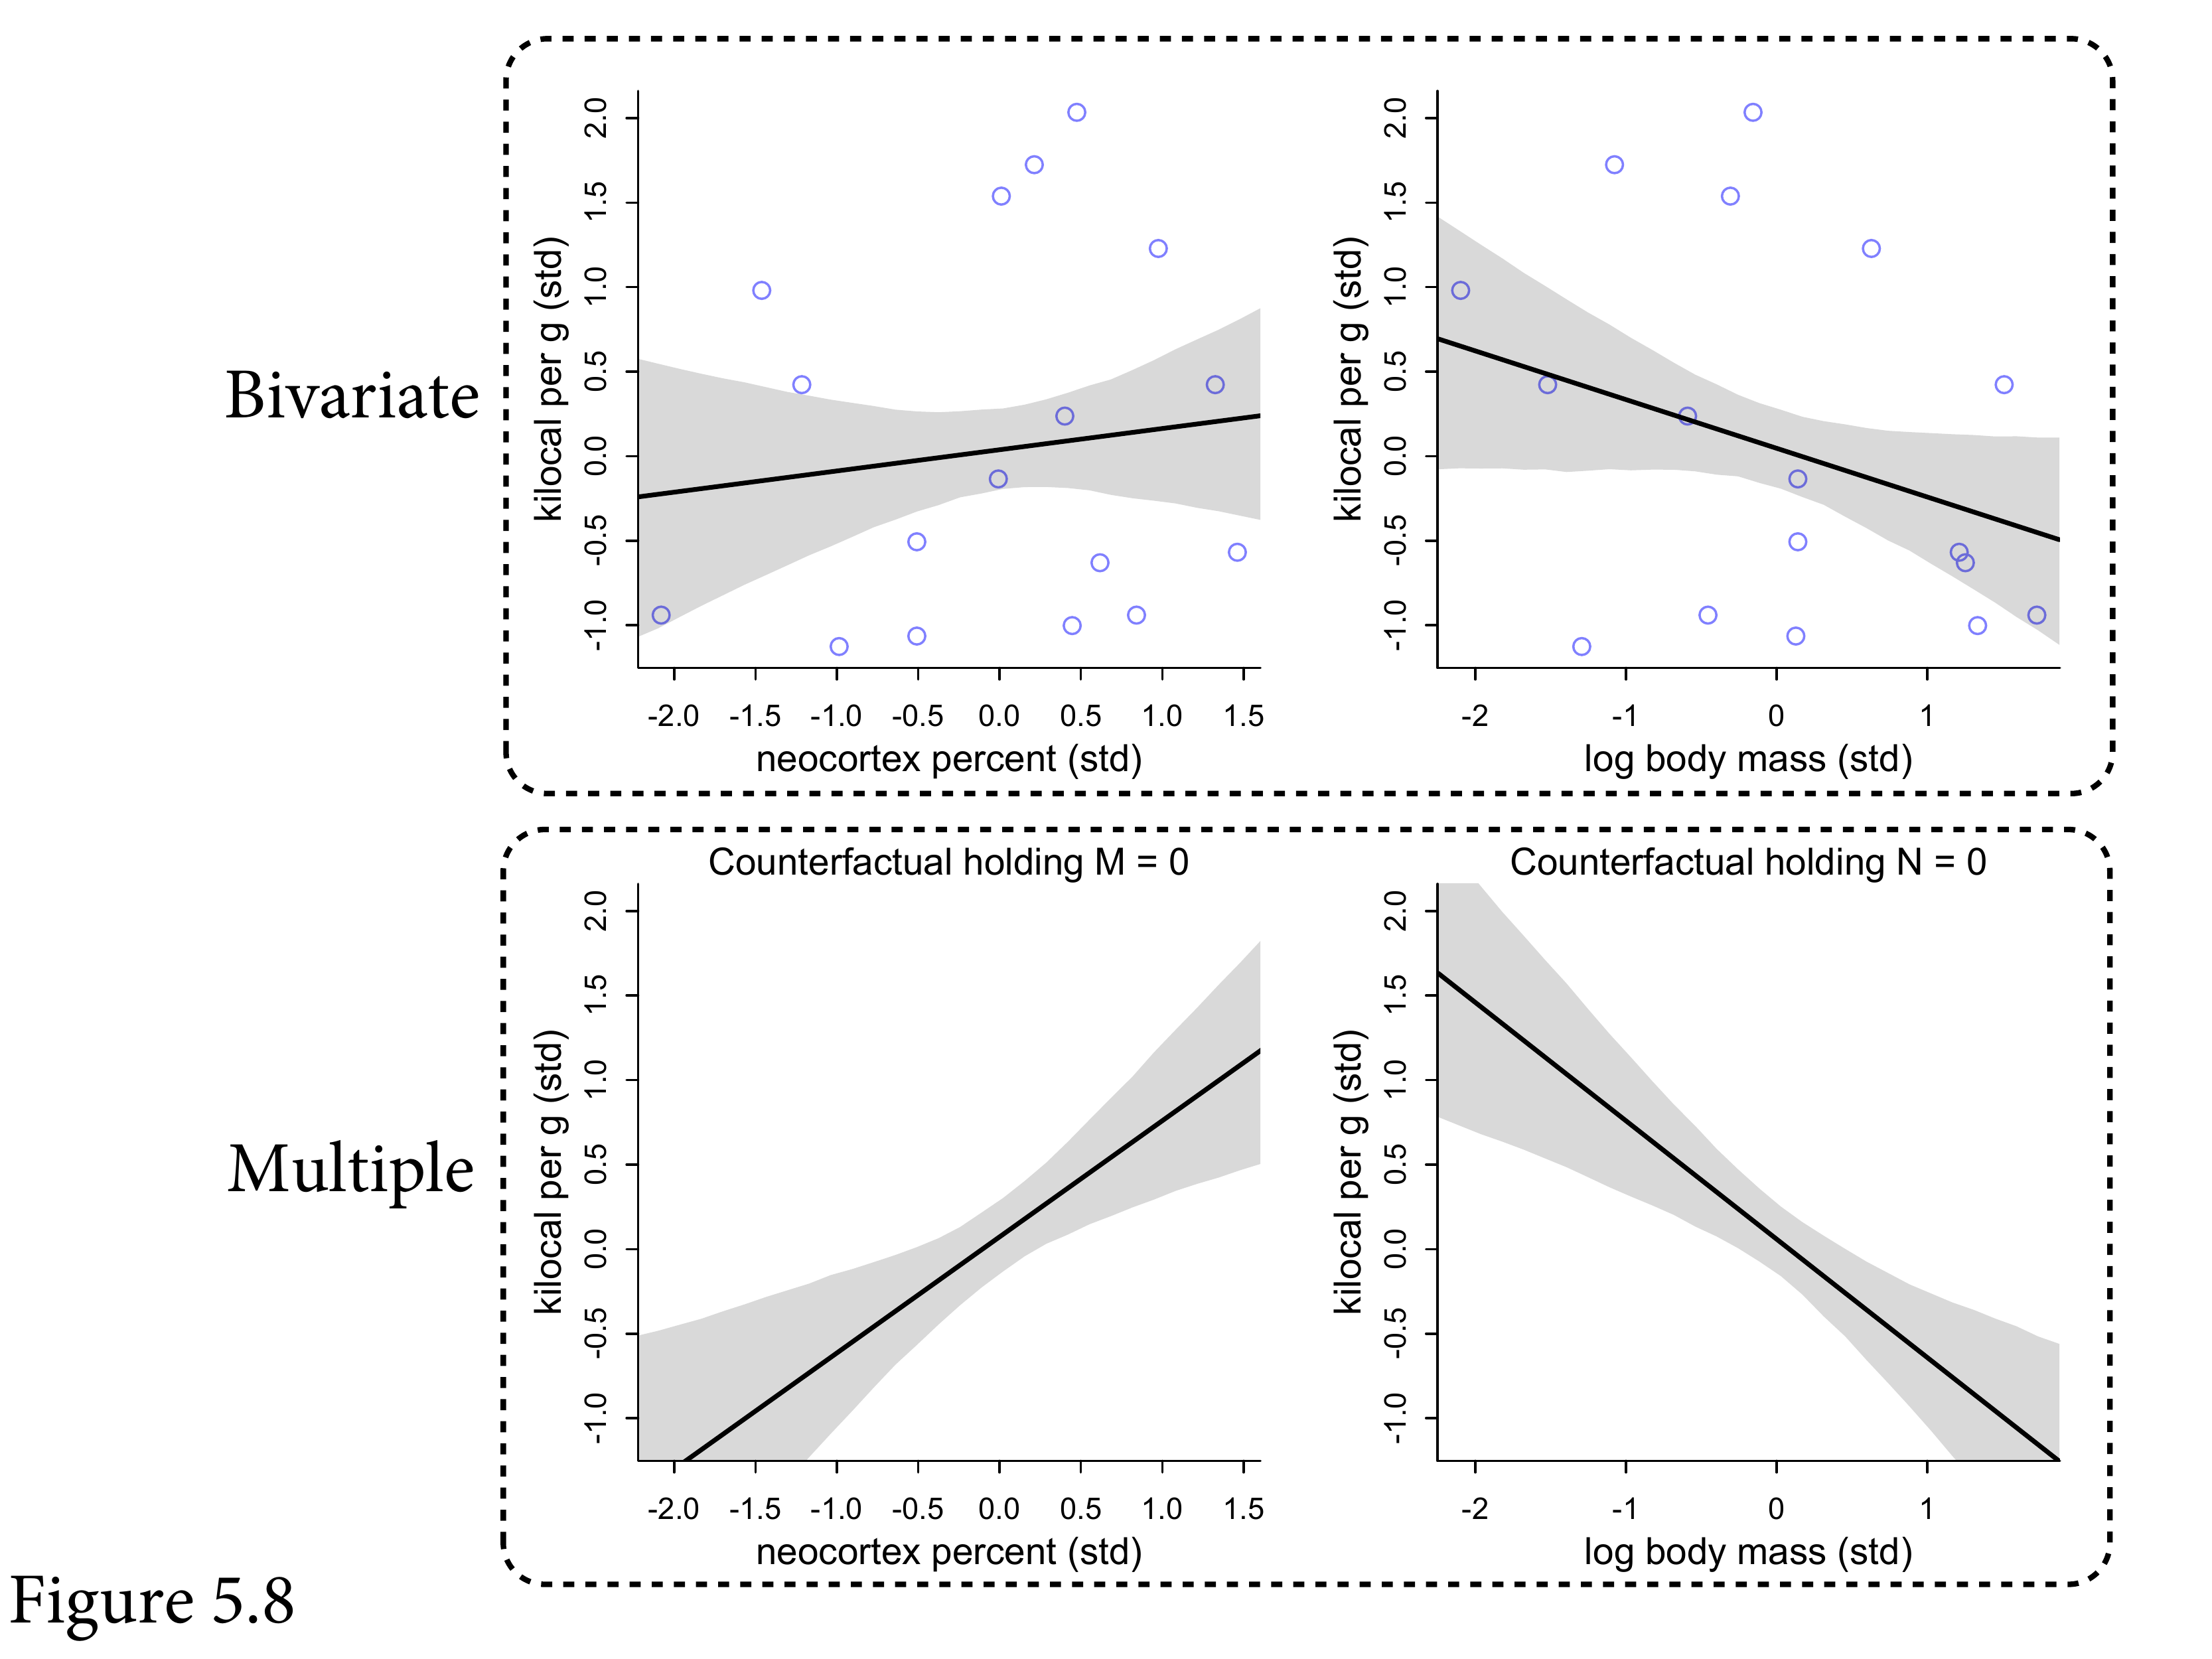 Bivariate
kilocal per g (std)
2.0
1.5
1.0
0.5
0.0
-0.5
-1.0
-2.0 -1.5 -1.0 -0.5 0.0 0.5 1.0 1.5
neocortex percent (std)
kilocal per g (std)
2.0
1.5
1.0
0.5
0.0
-0.5
-1.0
-2 -1 0 1
log body mass (std)
Multiple
Counterfactual holding M = 0
kilocal per g (std)
2.0
1.5
1.0
0.5
0.0
-0.5
-1.0
-2.0 -1.5 -1.0 -0.5 0.0 0.5 1.0 1.5
neocortex percent (std)
Counterfactual holding N = 0
kilocal per g (std)
2.0
1.5
1.0
0.5
0.0
-0.5
-1.0
-2 -1 0 1
log body mass (std)
Figure 5.8